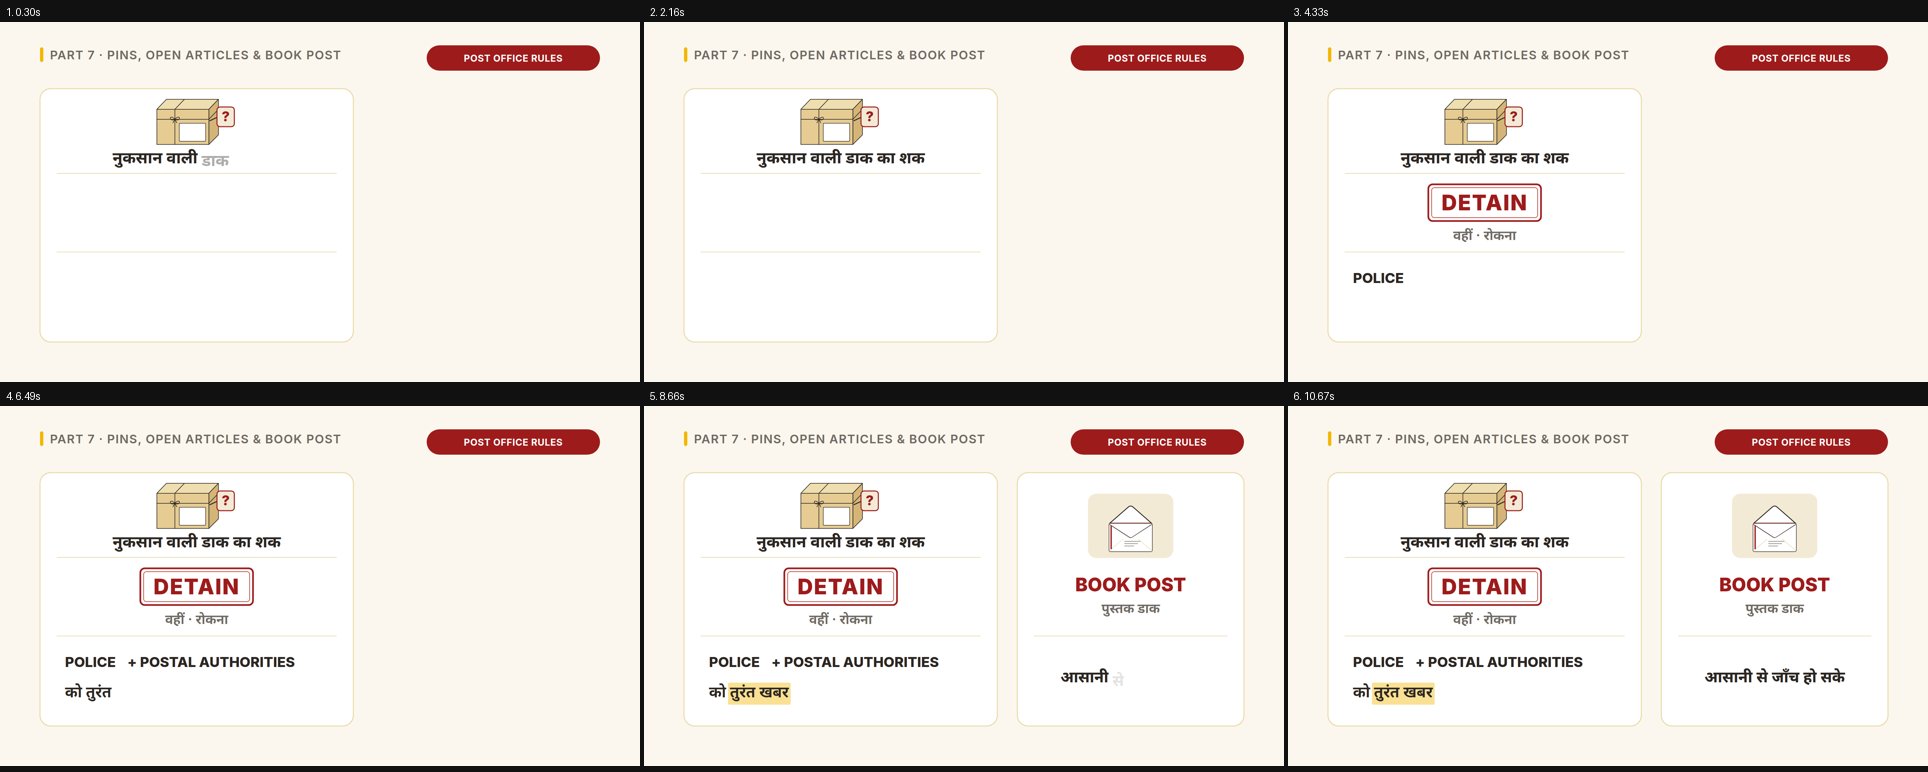 1. 0.30s
PART 7 · PINS, OPEN ARTICLES & BOOK POST
POST OFFICE RULES
?
नुकसान वाली डाक
2. 2.16s
PART 7 · PINS, OPEN ARTICLES & BOOK POST
POST OFFICE RULES
?
नुकसान वाली डाक का शक
3. 4.33s
PART 7 · PINS, OPEN ARTICLES & BOOK POST
POST OFFICE RULES
?
नुकसान वाली डाक का शक
DETAIN
वहीं · रोकना
POLICE
4. 6.49s
PART 7 · PINS, OPEN ARTICLES & BOOK POST
POST OFFICE RULES
?
नुकसान वाली डाक का शक
DETAIN
वहीं · रोकना
POLICE + POSTAL AUTHORITIES
को तुरंत
5. 8.66s
PART 7 · PINS, OPEN ARTICLES & BOOK POST
POST OFFICE RULES
?
नुकसान वाली डाक का शक
DETAIN
वहीं · रोकना
POLICE + POSTAL AUTHORITIES
को तुरंत खबर
BOOK POST
पुस्तक डाक
आसानी से
6. 10.67s
PART 7 · PINS, OPEN ARTICLES & BOOK POST
POST OFFICE RULES
?
नुकसान वाली डाक का शक
DETAIN
वहीं · रोकना
POLICE + POSTAL AUTHORITIES
को तुरंत खबर
BOOK POST
पुस्तक डाक
आसानी से जाँच हो सके